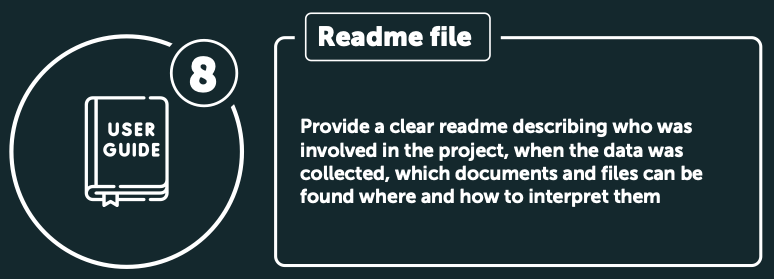 8
USER
GUIDE
Readme file
Provide a clear readme describing who was
involved in the project, when the data was
collected, which documents and files can be
found where and how to interpret them